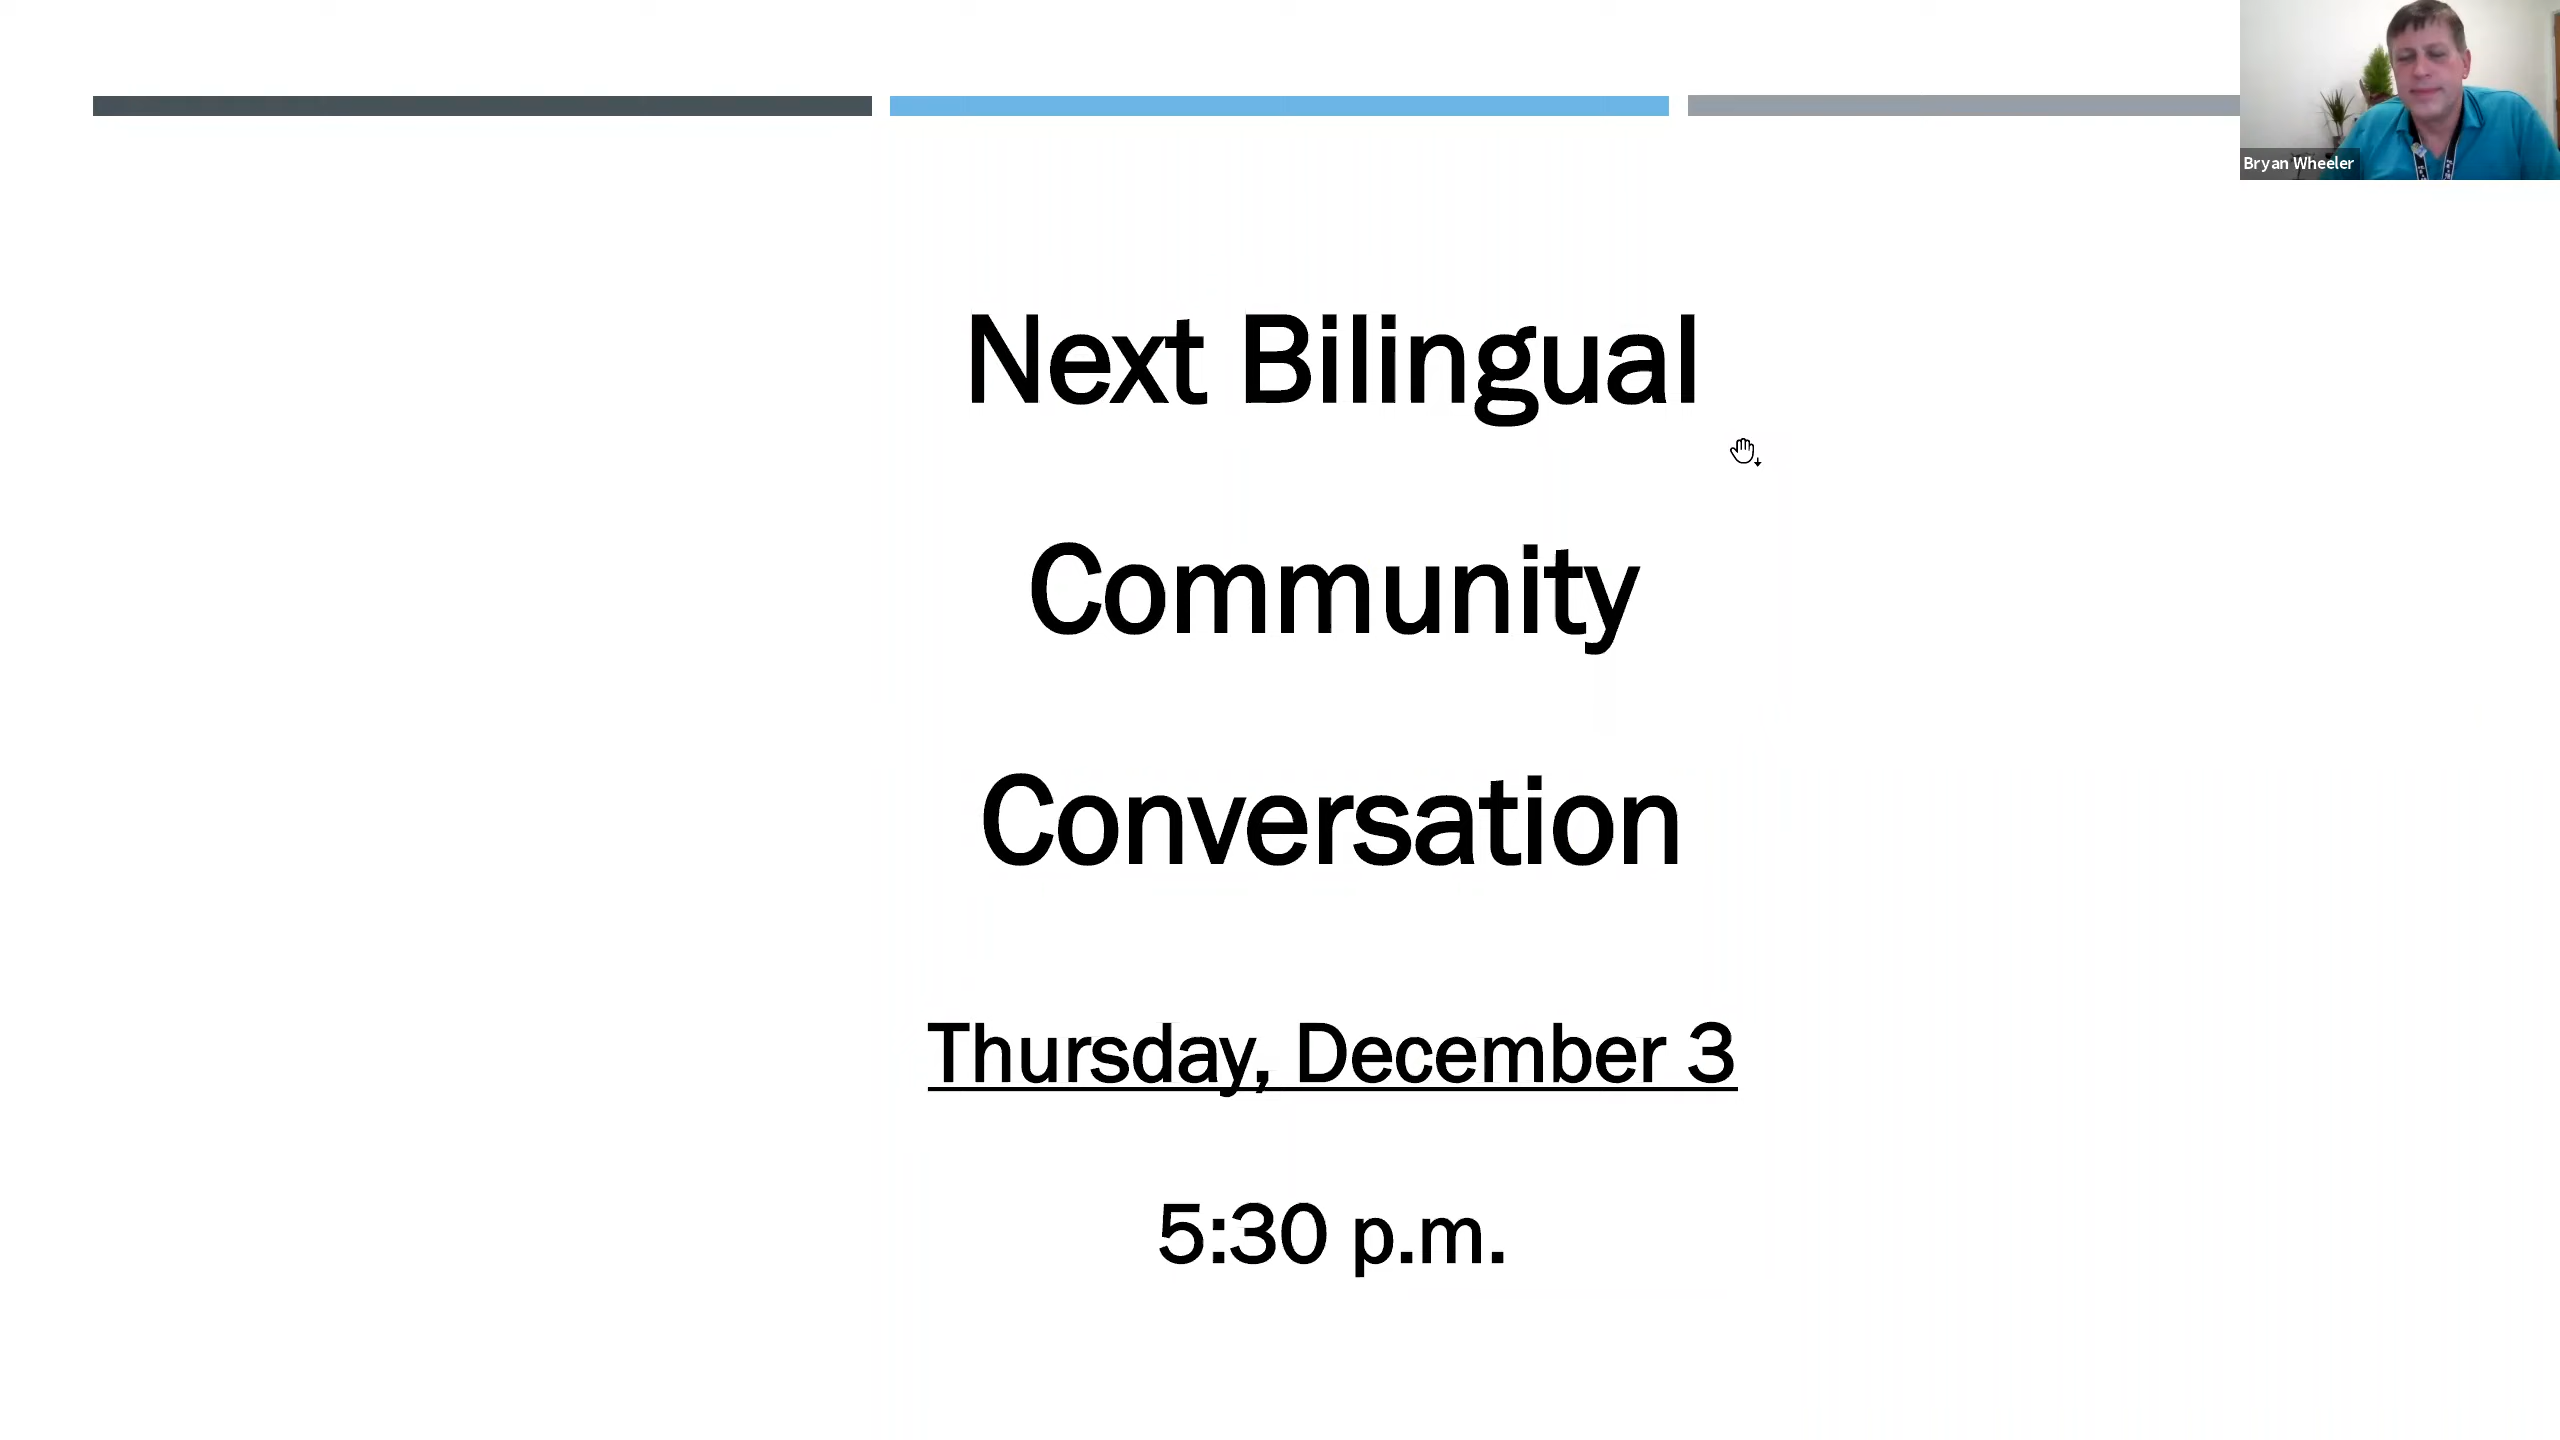 Bryan Wheeler
Next Bilingual
Community
Conversation
Thursday, December 3
5:30 p.m.